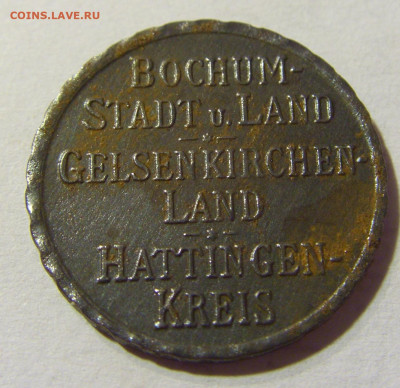 COINS.LAVE.RU
BOCHUM-
STADT u. LAND
GELSENKIRCHEN-
LAND
HATTINGEN-
KREIS